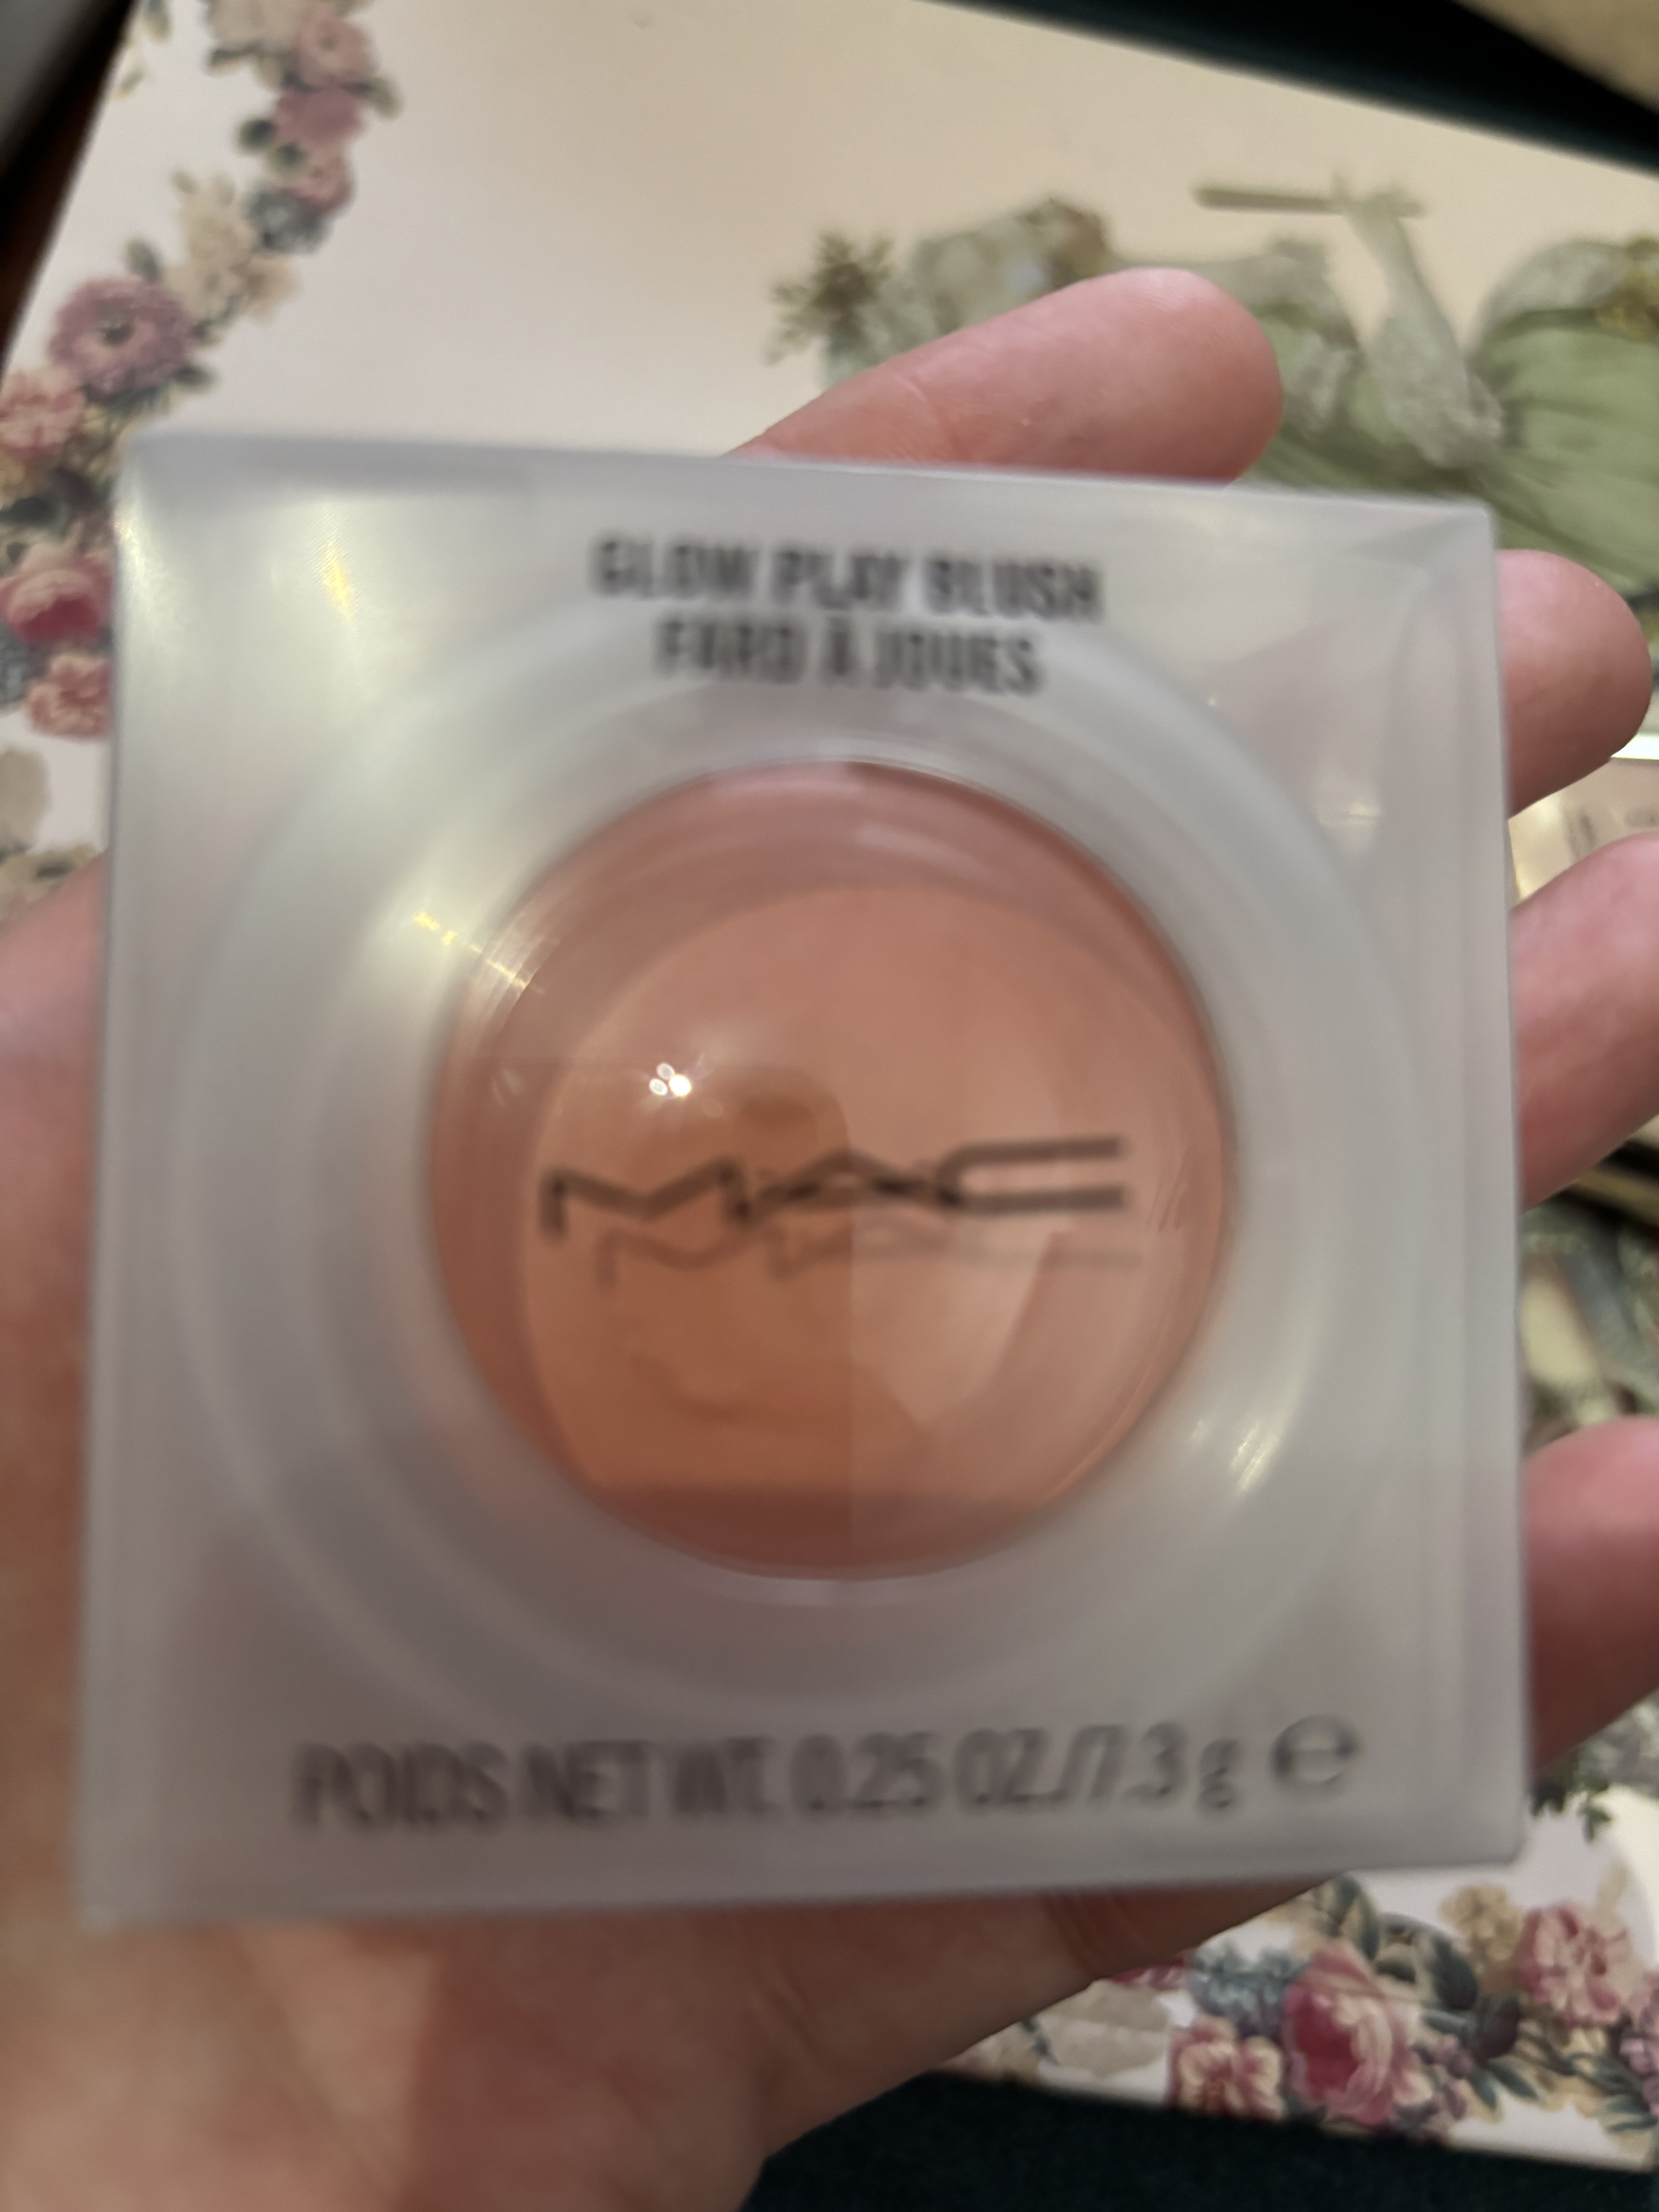 GLOW PLAY BLUSH
FARD À JOUES
MAC
POIDS NET WT. 0.25 OZ./7.3 g ℮